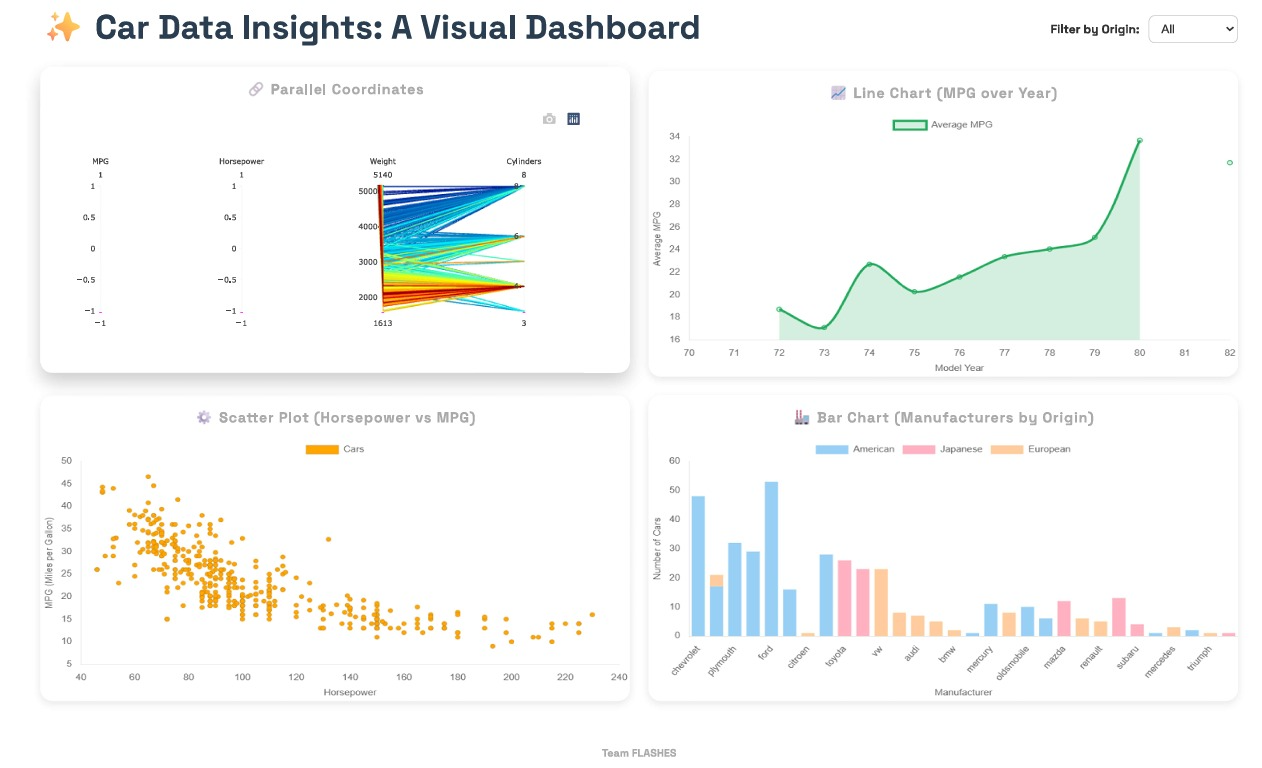 ✨ Car Data Insights: A Visual Dashboard
Filter by Origin: All
🔗 Parallel Coordinates
MPG Horsepower Weight Cylinders
1 1 5140 8
1 1 5000 8
0.5 0.5 4000 6
0 0 3000
−0.5 −0.5 2000 4
−1 −1
−1 −1 1613 3
📈 Line Chart (MPG over Year)
Average MPG
34
32
30
28
26
24
22
20
18
16
Average MPG
70 71 72 73 74 75 76 77 78 79 80 81 82
Model Year
⚙️ Scatter Plot (Horsepower vs MPG)
Cars
50
45
40
35
30
25
20
15
10
5
MPG (Miles per Gallon)
40 60 80 100 120 140 160 180 200 220 240
Horsepower
🏭 Bar Chart (Manufacturers by Origin)
American Japanese European
60
50
40
30
20
10
0
Number of Cars
chevrolet plymouth ford citroen toyota vw audi bmw mercury oldsmobile mazda renault subaru mercedes triumph
Manufacturer
Team FLASHES